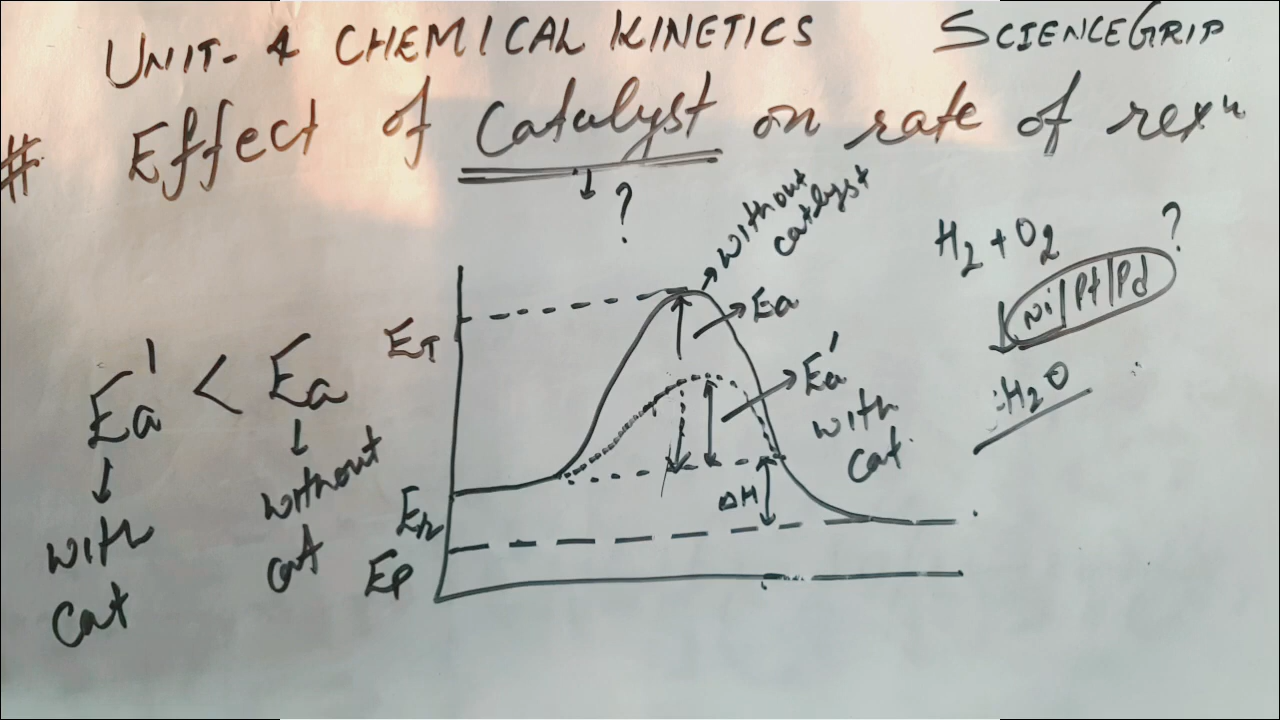 UNIT- 4 CHEMICAL KINETICS SCIENCEGRIP
# Effect of Catalyst on rate of rexⁿ
?
without
catalyst
H₂ + O₂ ?
Ni/Pt/Pd
H₂O
ET
Ea
Ea' < Ea
Ea'
with
cat
with
cat
without
cat
ΔH
Er
Ep